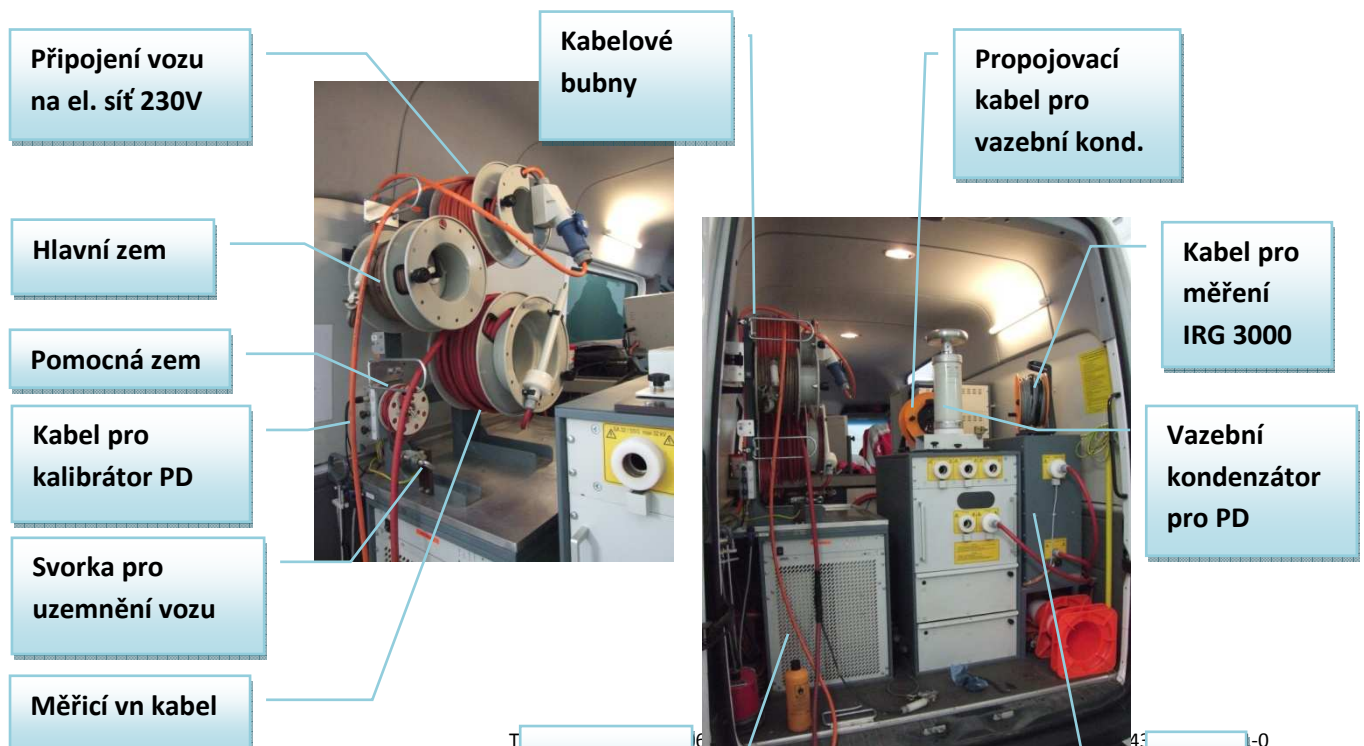 Připojení vozu
na el. síť 230V
Kabelové
bubny
Propojovací
kabel pro
vazební kond.
Hlavní zem
Kabel pro
měření
IRG 3000
Pomocná zem
Kabel pro
kalibrátor PD
Vazební
kondenzátor
pro PD
Svorka pro
uzemnění vozu
Měřicí vn kabel